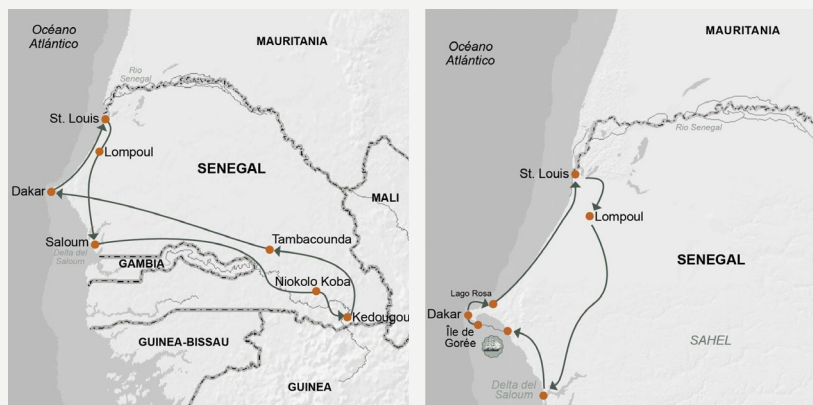 Océano
Atlántico
MAURITANIA
Rio
Senegal
St. Louis
Lompoul
SENEGAL
Dakar
MALI
Saloum
Delta del
Saloum
Tambacounda
GAMBIA
Niokolo Koba
Kedougou
GUINEA-BISSAU
GUINEA
Océano
Atlántico
MAURITANIA
Rio Senegal
St. Louis
Lompoul
SENEGAL
Lago Rosa
Dakar
Île de
Gorée
SAHEL
Delta del
Saloum